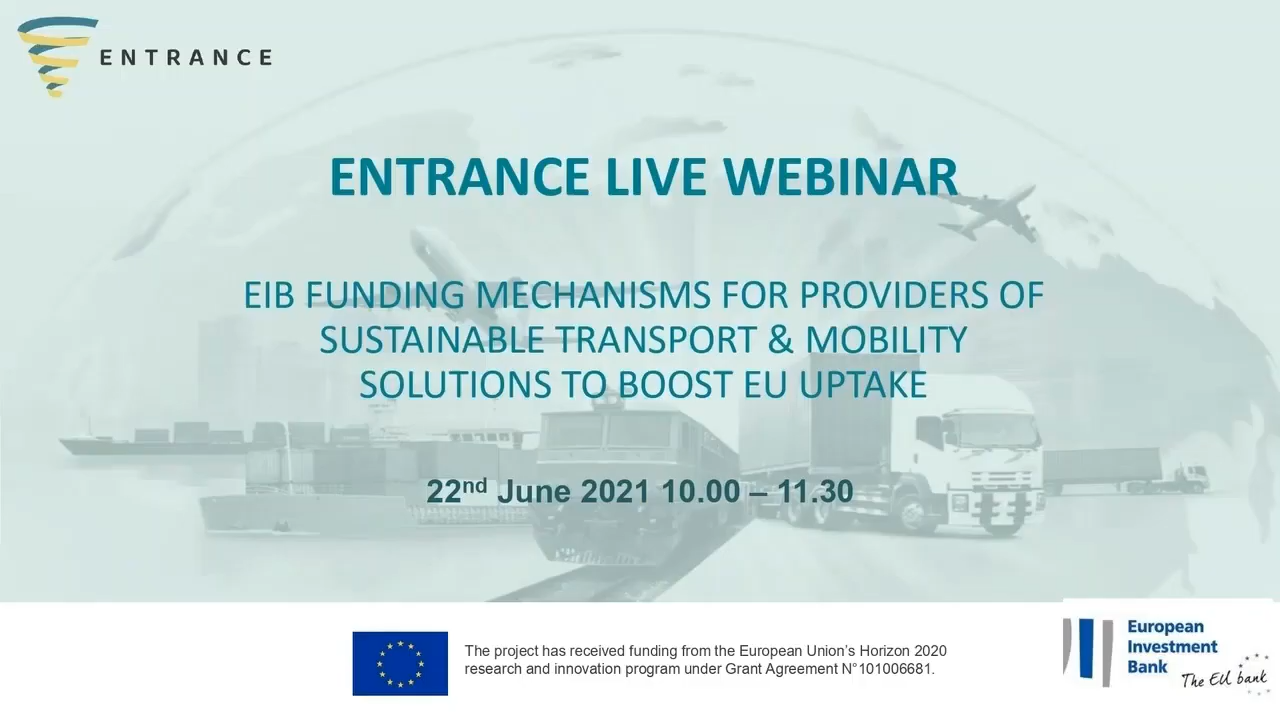 ENTRANCE
ENTRANCE LIVE WEBINAR
EIB FUNDING MECHANISMS FOR PROVIDERS OF
SUSTAINABLE TRANSPORT & MOBILITY
SOLUTIONS TO BOOST EU UPTAKE
22nd June 2021 10.00 – 11.30
The project has received funding from the European Union’s Horizon 2020
research and innovation program under Grant Agreement N°101006681.
European
Investment
Bank
The EU bank